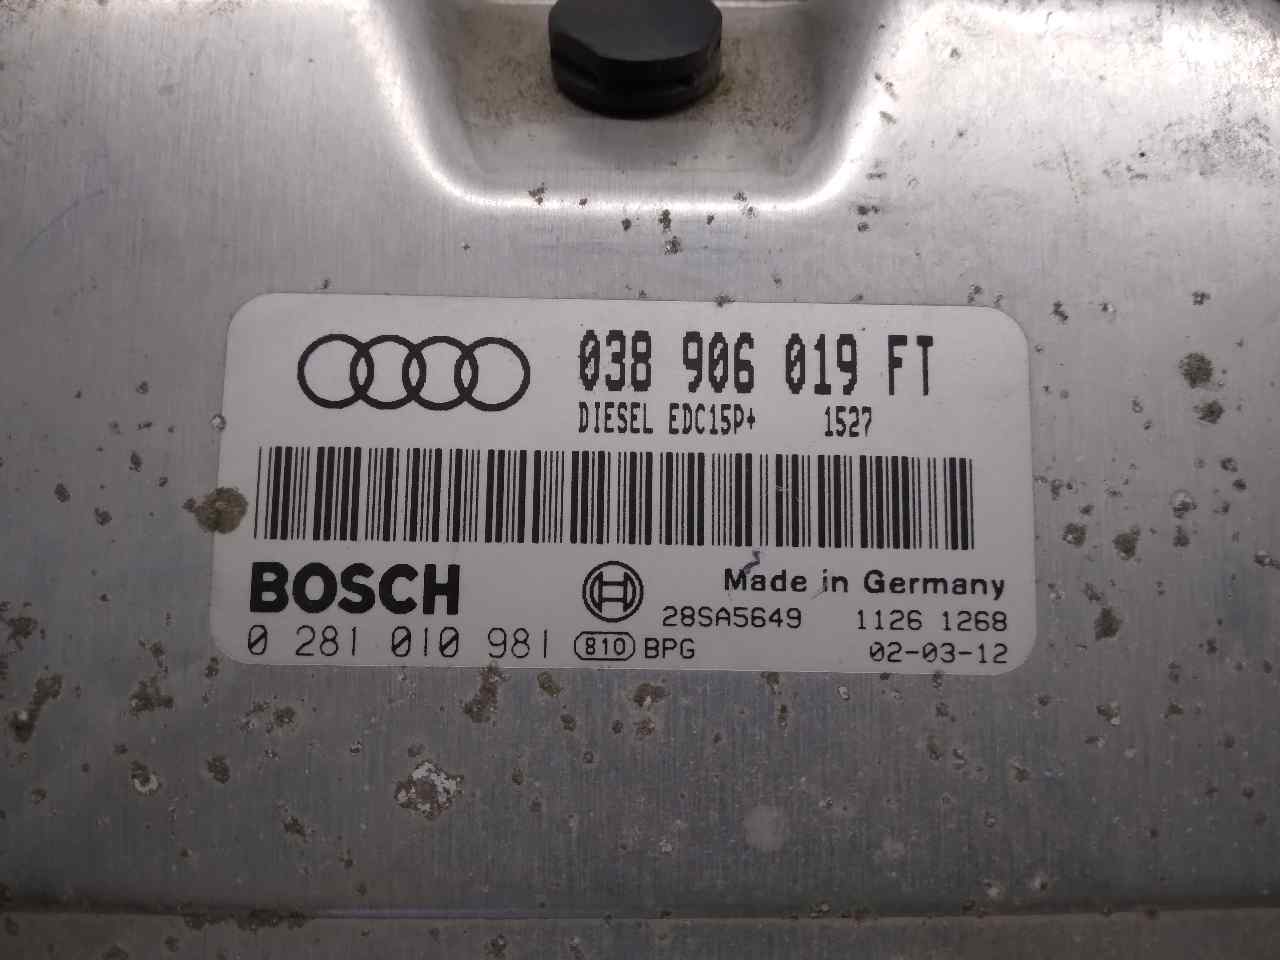 038 906 019 FT
DIESEL EDC15P+ 1527
BOSCH
Made in Germany
28SA5649 1126 1268
0 281 010 981 810 BPG 02-03-12